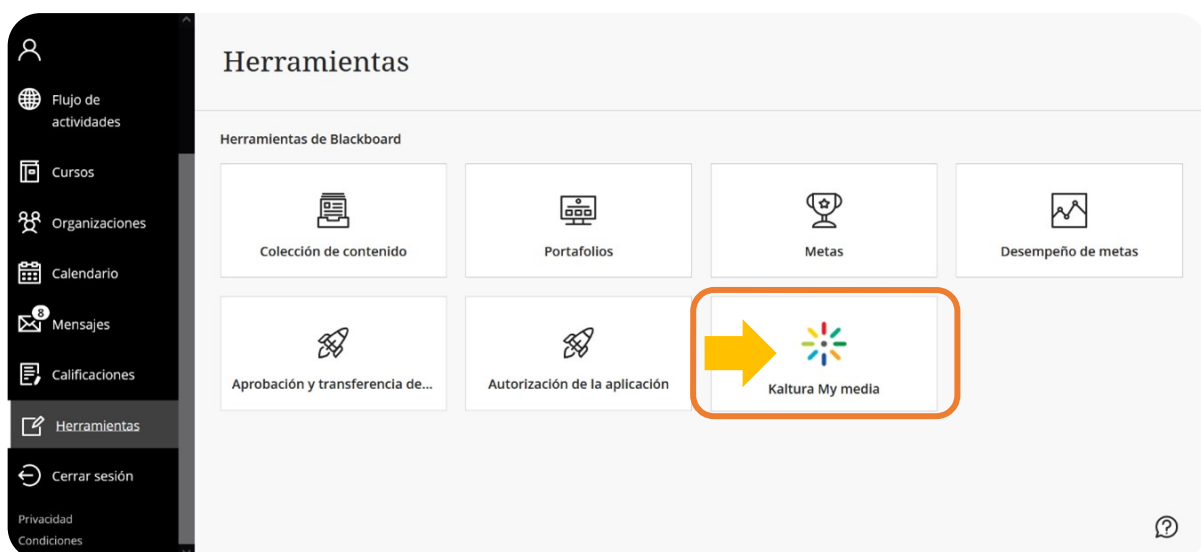 Herramientas
Flujo de
actividades
Cursos
Organizaciones
Calendario
8
Mensajes
Calificaciones
Herramientas
Cerrar sesión
Privacidad
Condiciones
Herramientas de Blackboard
Colección de contenido
Portafolios
Metas
Desempeño de metas
Aprobación y transferencia de...
Autorización de la aplicación
Kaltura My media